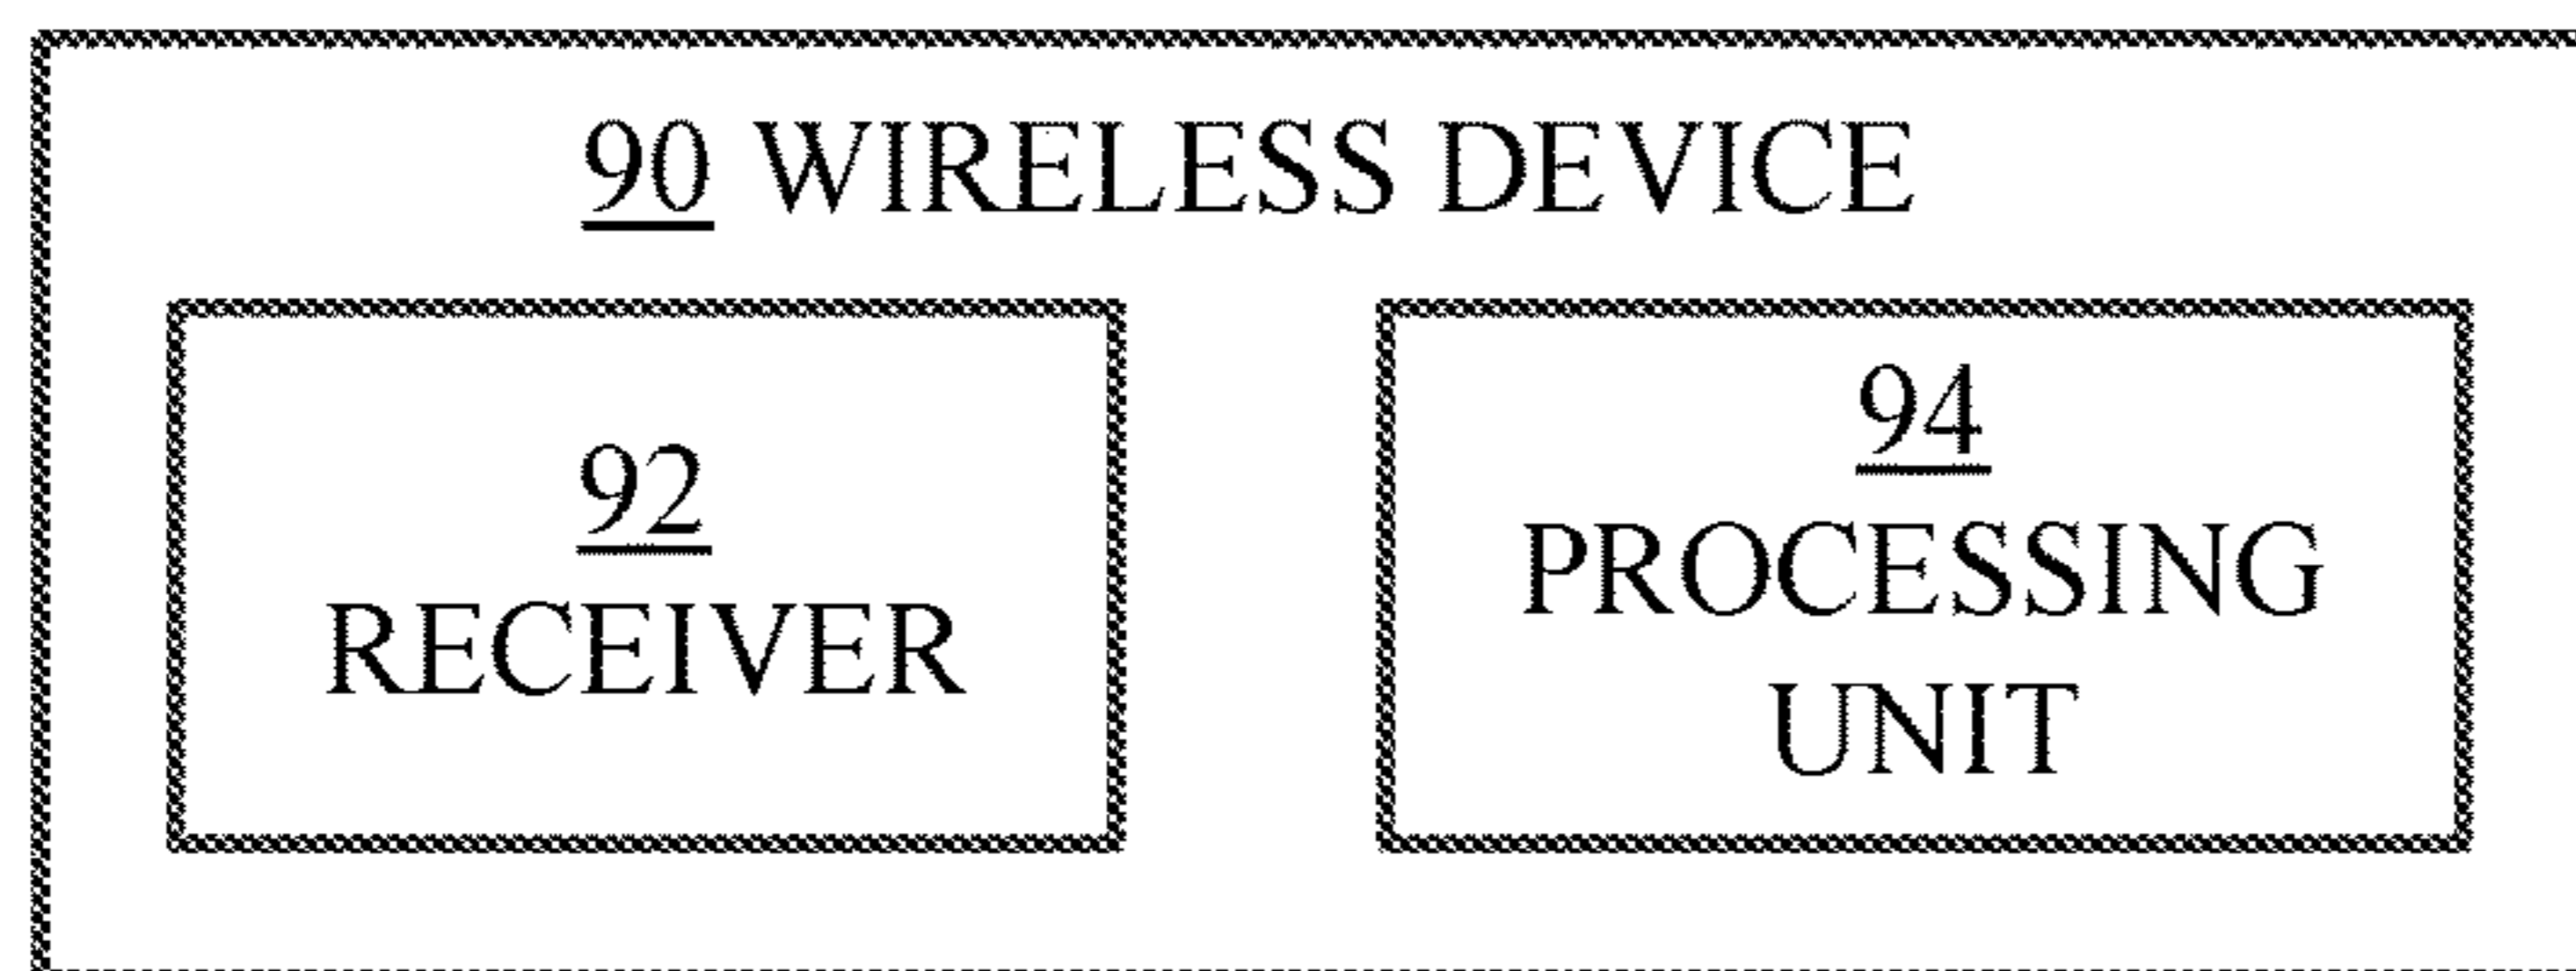 90 WIRELESS DEVICE
92
RECEIVER
94
PROCESSING
UNIT